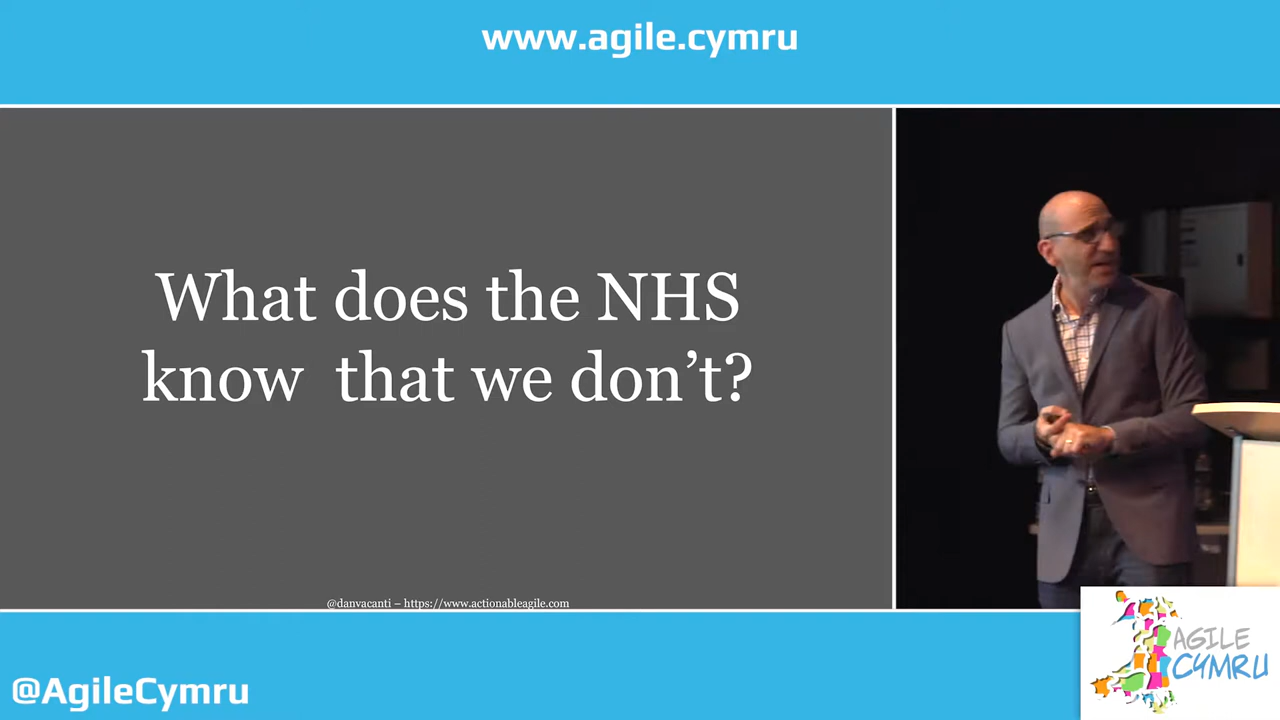 www.agile.cymru
What does the NHS
know  that we don’t?
@danvacanti – https://www.actionableagile.com
@AgileCymru
AGILE
CYMRU